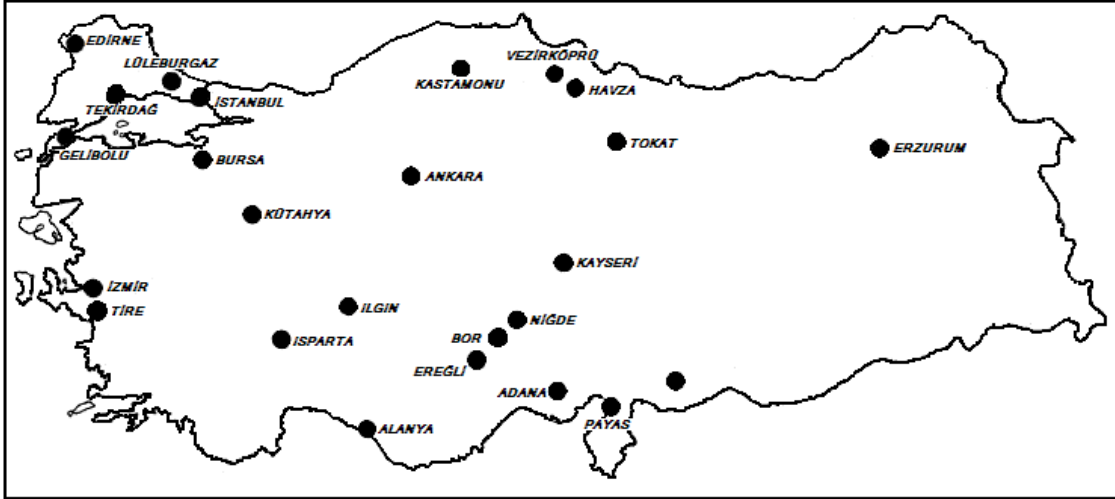 EDİRNE
LÜLEBURGAZ
TEKİRDAĞ
İSTANBUL
GELİBOLU
BURSA
KASTAMONU
VEZİRKÖPRÜ
HAVZA
TOKAT
ERZURUM
ANKARA
KÜTAHYA
KAYSERİ
İZMİR
TİRE
ILGIN
ISPARTA
NİĞDE
BOR
EREĞLİ
ADANA
PAYAS
ALANYA